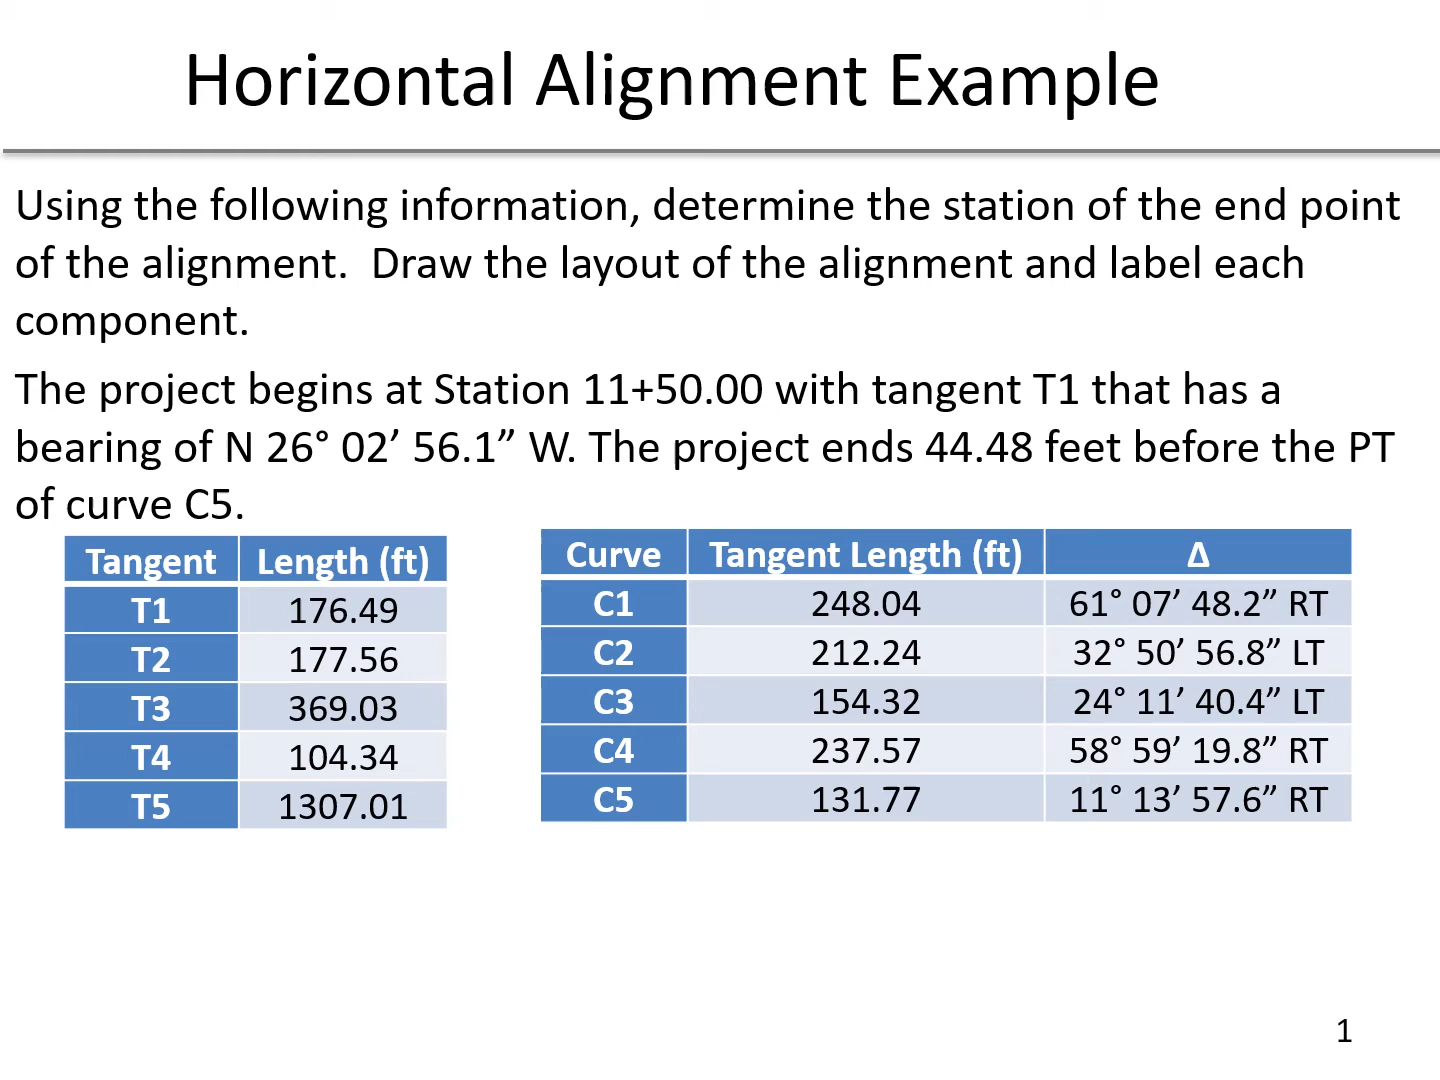 Horizontal Alignment Example
Using the following information, determine the station of the end point
of the alignment.  Draw the layout of the alignment and label each
component.
The project begins at Station 11+50.00 with tangent T1 that has a
bearing of N 26° 02’ 56.1” W. The project ends 44.48 feet before the PT
of curve C5.
Tangent Length (ft)
T1 176.49
T2 177.56
T3 369.03
T4 104.34
T5 1307.01
Curve Tangent Length (ft) Δ
C1 248.04 61° 07’ 48.2” RT
C2 212.24 32° 50’ 56.8” LT
C3 154.32 24° 11’ 40.4” LT
C4 237.57 58° 59’ 19.8” RT
C5 131.77 11° 13’ 57.6” RT
1